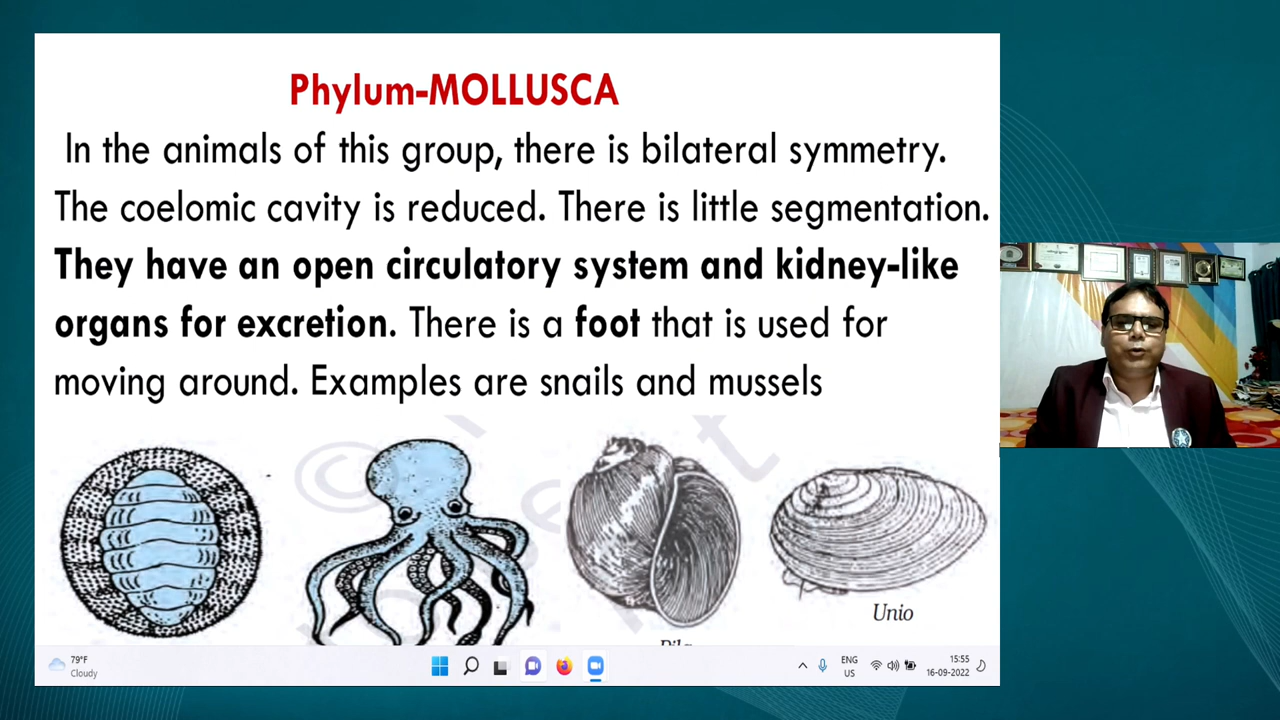 Phylum-MOLLUSCA
In the animals of this group, there is bilateral symmetry.
The coelomic cavity is reduced. There is little segmentation.
They have an open circulatory system and kidney-like
organs for excretion. There is a foot that is used for
moving around. Examples are snails and mussels
Unio
79°F
Cloudy
ENG
US
15:55
16-09-2022